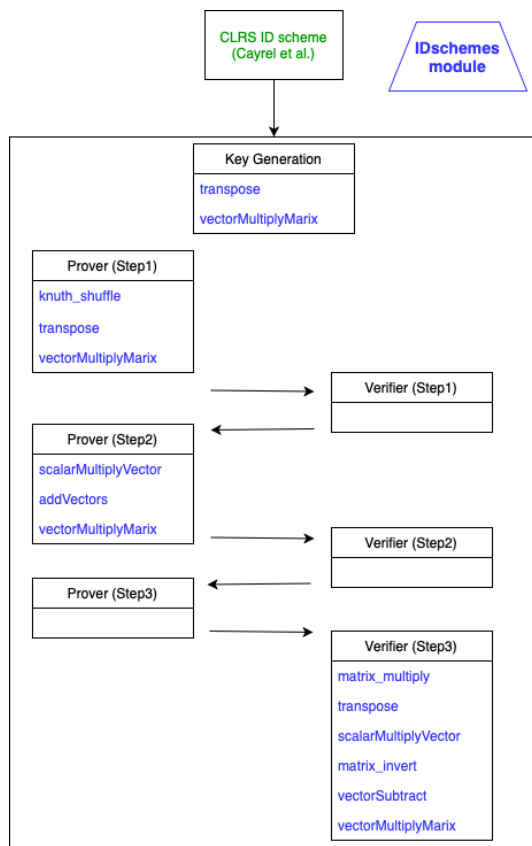 CLRS ID scheme
(Cayrel et al.)
IDschemes
module
Key Generation
transpose
vectorMultiplyMarix
Prover (Step1)
knuth_shuffle
transpose
vectorMultiplyMarix
Verifier (Step1)
Prover (Step2)
scalarMultiplyVector
addVectors
vectorMultiplyMarix
Verifier (Step2)
Prover (Step3)
Verifier (Step3)
matrix_multiply
transpose
scalarMultiplyVector
matrix_invert
vectorSubtract
vectorMultiplyMarix